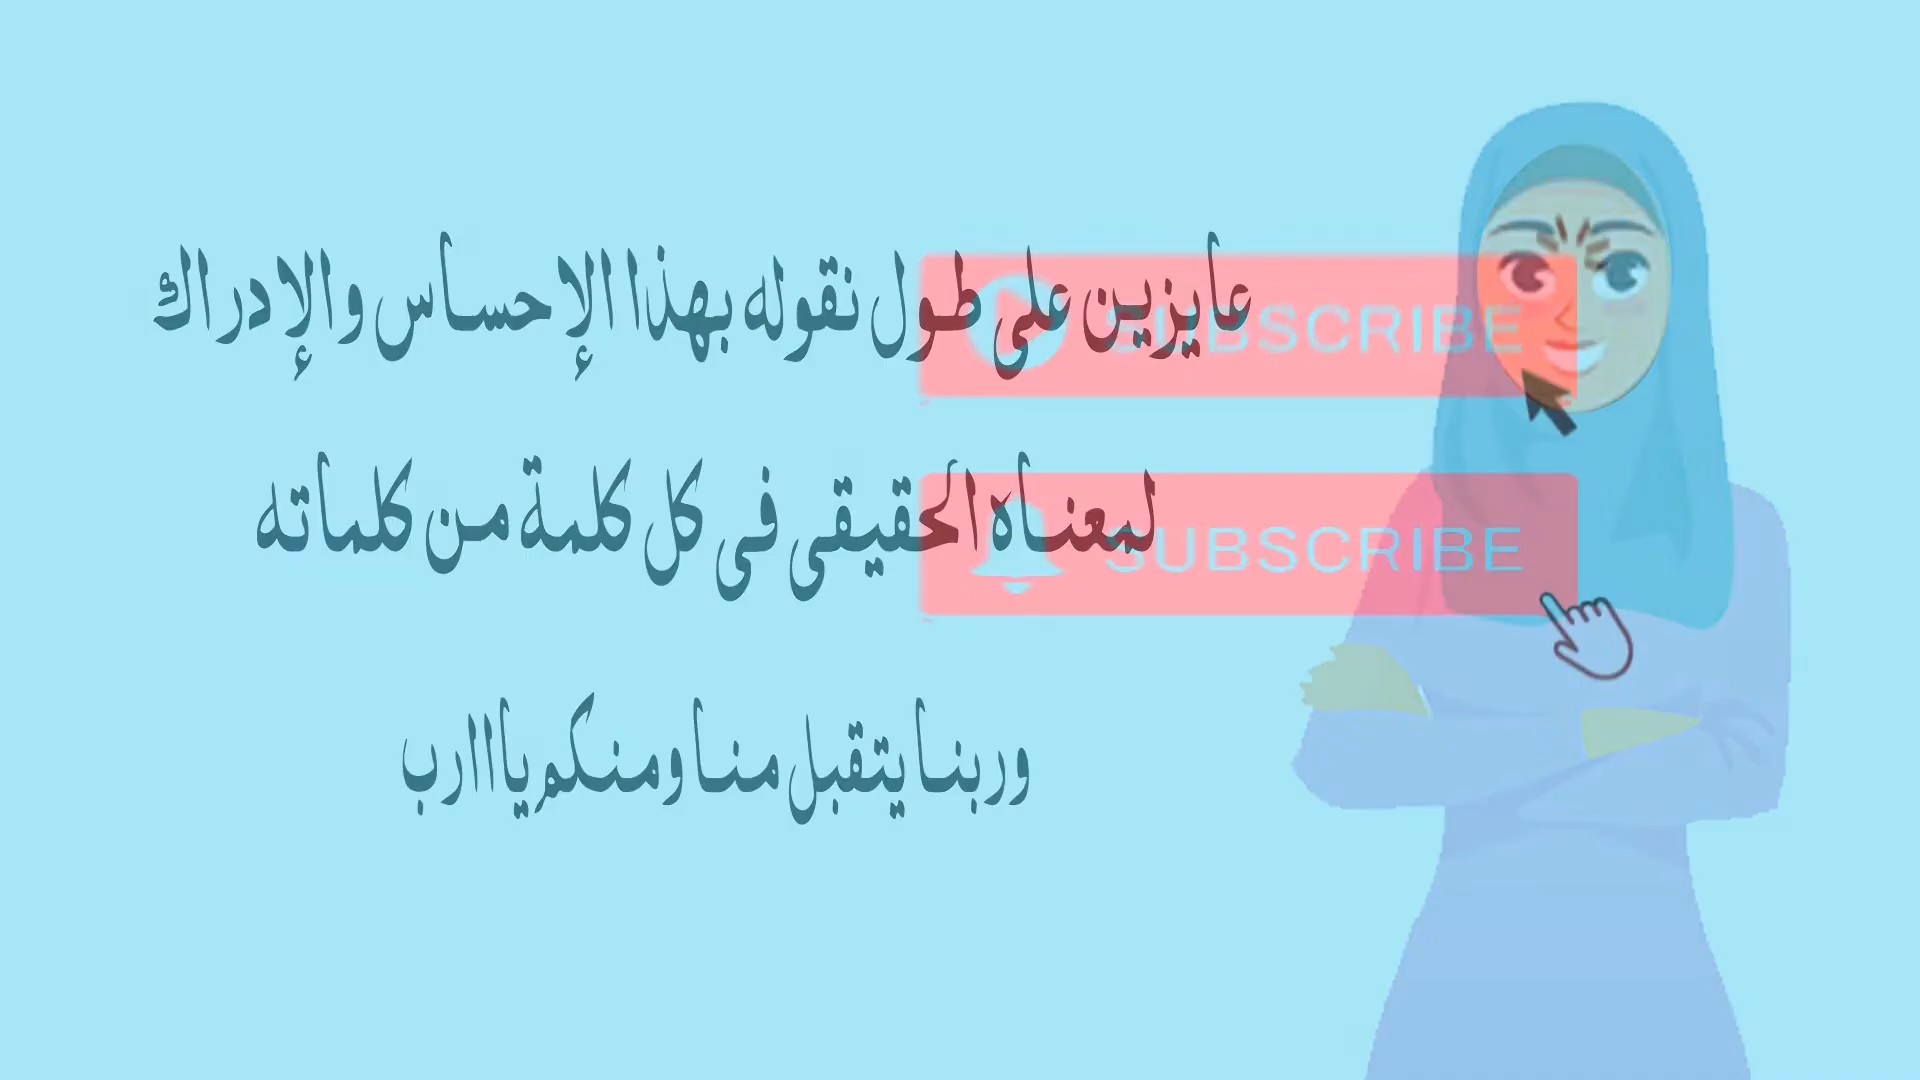 عايزين على طول نقوله بهذا الإحساس والإدراك
SUBSCRIBE
لمعناه الحقيقى فى كل كلمة من كلماته
SUBSCRIBE
وربنا يتقبل منا ومنكم يااارب